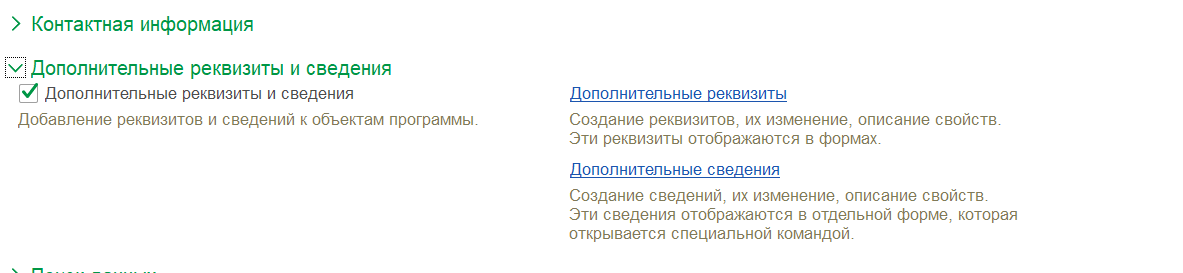 Контактная информация
Дополнительные реквизиты и сведения
Дополнительные реквизиты и сведения
Добавление реквизитов и сведений к объектам программы.
Дополнительные реквизиты
Создание реквизитов, их изменение, описание свойств.
Эти реквизиты отображаются в формах.
Дополнительные сведения
Создание сведений, их изменение, описание свойств.
Эти сведения отображаются в отдельной форме, которая
открывается специальной командой.
Поиск данных